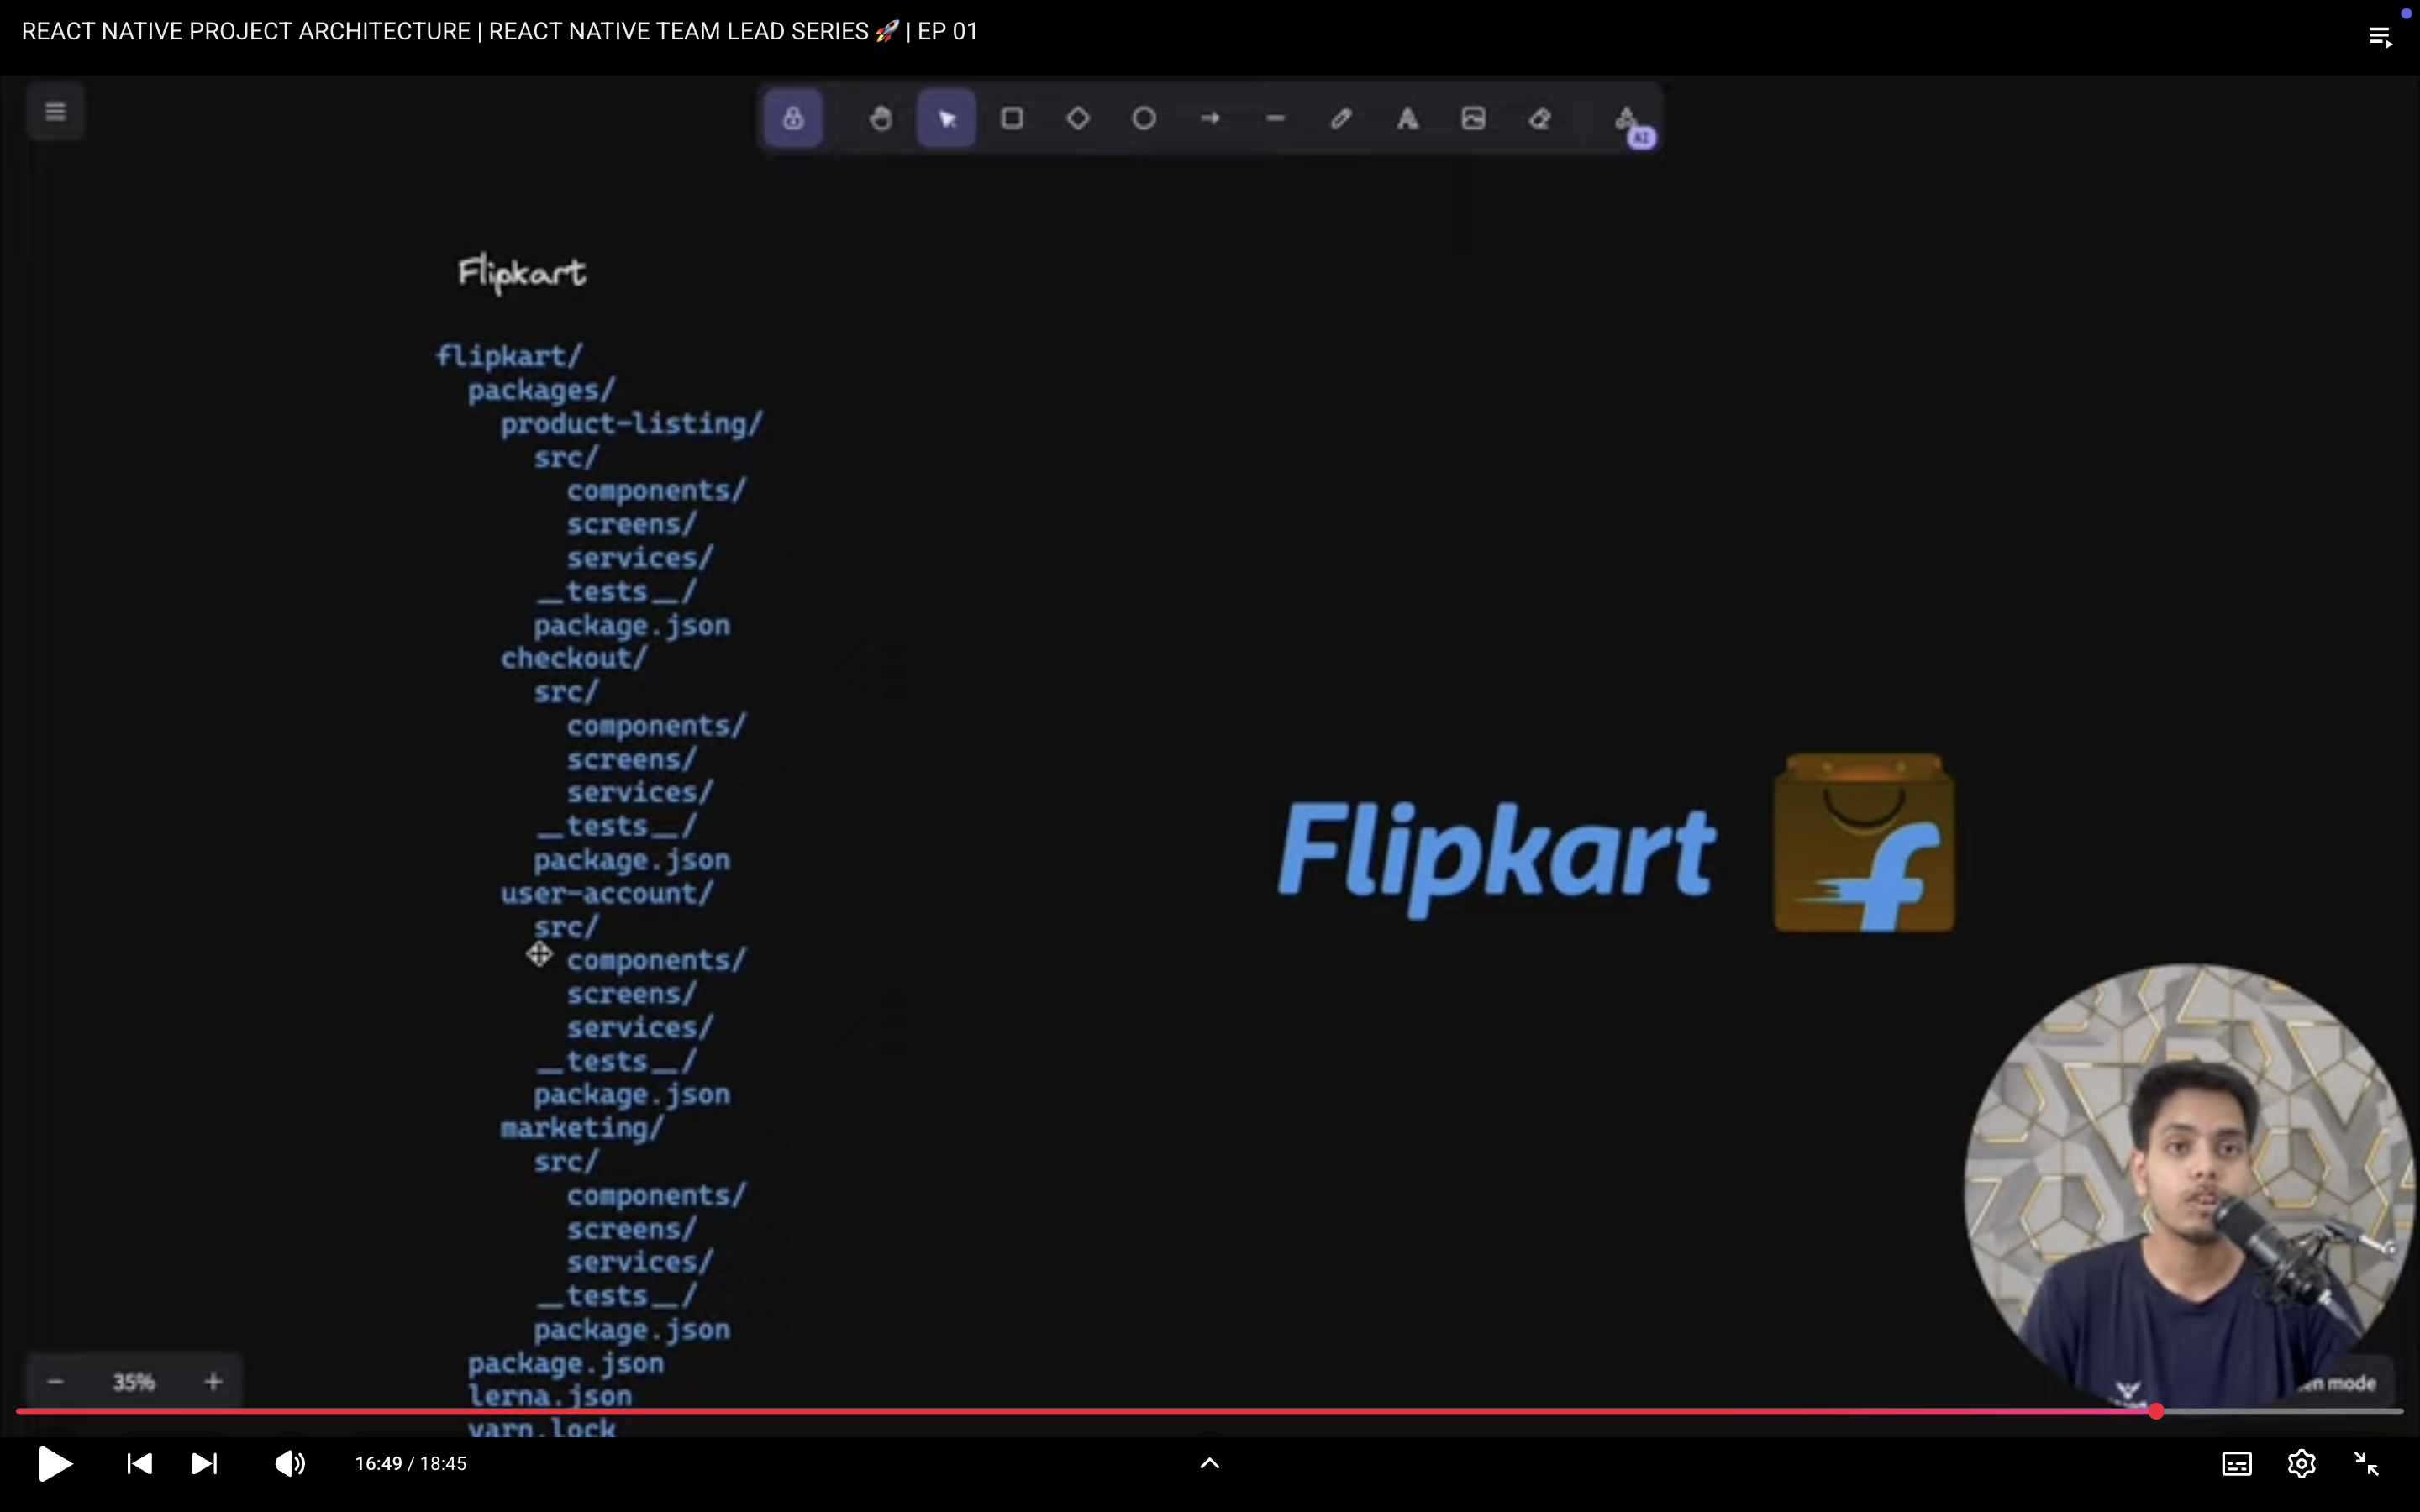 REACT NATIVE PROJECT ARCHITECTURE | REACT NATIVE TEAM LEAD SERIES 🚀 | EP 01
AI
Flipkart
flipkart/
packages/
product-listing/
src/
components/
screens/
services/
__tests__/
package.json
checkout/
src/
components/
screens/
services/
__tests__/
package.json
user-account/
src/
components/
screens/
services/
__tests__/
package.json
marketing/
src/
components/
screens/
services/
__tests__/
package.json
package.json
lerna.json
yarn.lock
Flipkart
f
35%
mode
16:49 / 18:45